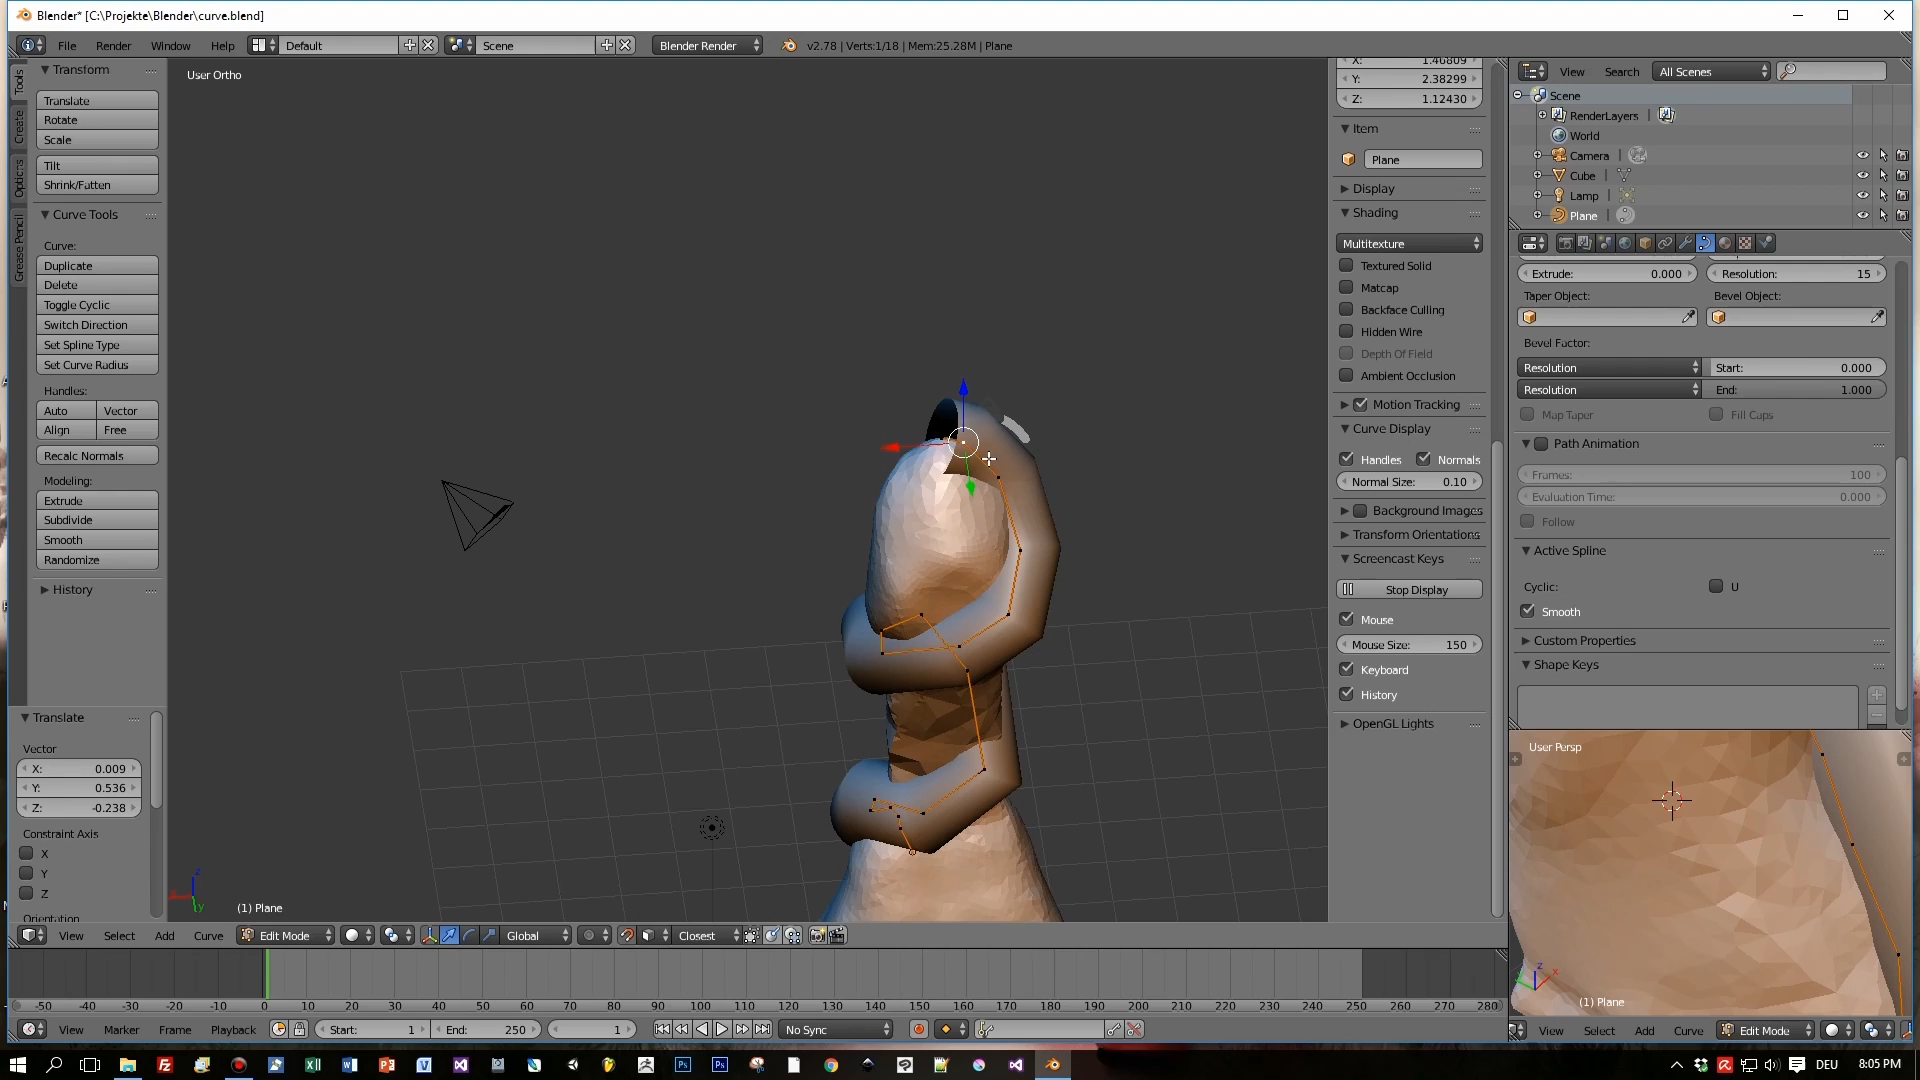 Blender* [C:\Projekte\Blender\curve.blend]
File Render Window Help Default Scene Blender Render v2.78 | Verts:1/18 | Mem:25.28M | Plane
Tools
Create
Options
Grease Pencil
Transform
Translate
Rotate
Scale
Tilt
Shrink/Fatten
Curve Tools
Curve:
Duplicate
Delete
Toggle Cyclic
Switch Direction
Set Spline Type
Set Curve Radius
Handles:
Auto Vector
Align Free
Recalc Normals
Modeling:
Extrude
Subdivide
Smooth
Randomize
History
Translate
Vector
X: 0.009
Y: 0.536
Z: -0.238
Constraint Axis
X
Y
Z
Orientation
User Ortho
(1) Plane
X: 1.46809
Y: 2.38299
Z: 1.12430
Item
Plane
Display
Shading
Multitexture
Textured Solid
Matcap
Backface Culling
Hidden Wire
Depth Of Field
Ambient Occlusion
Motion Tracking
Curve Display
Handles Normals
Normal Size: 0.10
Background Images
Transform Orientations
Screencast Keys
Stop Display
Mouse
Mouse Size: 150
Keyboard
History
OpenGL Lights
View Search All Scenes
Scene
RenderLayers
World
Camera
Cube
Lamp
Plane
Extrude: 0.000 Resolution: 15
Taper Object: Bevel Object:
Bevel Factor:
Resolution Start: 0.000
Resolution End: 1.000
Map Taper Fill Caps
Path Animation
Frames: 100
Evaluation Time: 0.000
Follow
Active Spline
Cyclic: U
Smooth
Custom Properties
Shape Keys
User Persp
(1) Plane
View Select Add Curve Edit Mode
View Select Add Curve Edit Mode Global Closest
-50 -40 -30 -20 -10 0 10 20 30 40 50 60 70 80 90 100 110 120 130 140 150 160 170 180 190 200 210 220 230 240 250 260 270 280
View Marker Frame Playback Start: 1 End: 250 1 No Sync
DEU 8:05 PM